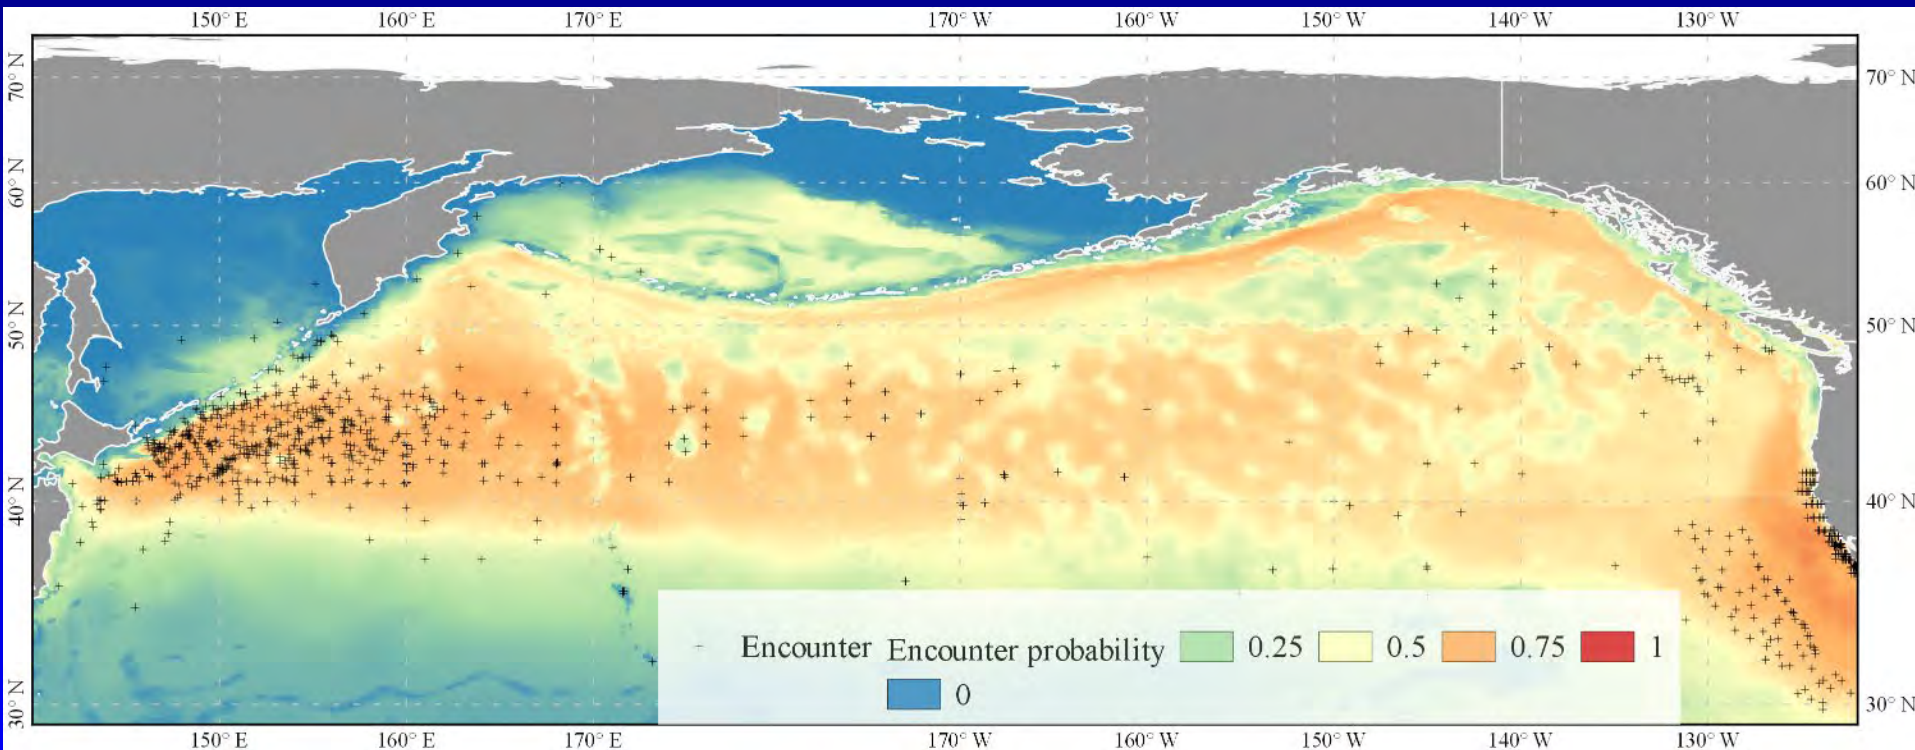 150° E 160° E 170° E 170° W 160° W 150° W 140° W 130° W
70° N 70° N
60° N 60° N
50° N 50° N
40° N 40° N
Encounter Encounter probability 0.25 0.5 0.75 1
0
30° N 30° N
150° E 160° E 170° E 170° W 160° W 150° W 140° W 130° W